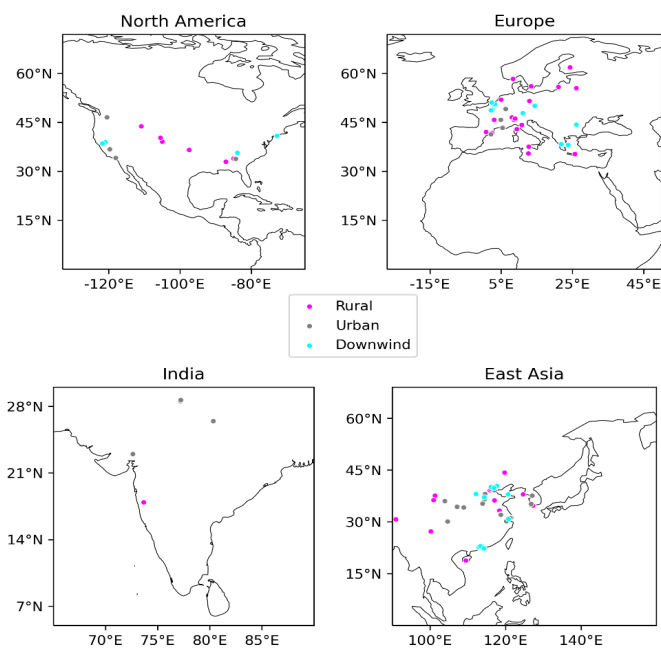 North America
Europe
60°N
45°N
30°N
15°N
-120°E -100°E -80°E
60°N
45°N
30°N
15°N
-15°E 5°E 25°E 45°E
Rural
Urban
Downwind
India
East Asia
28°N
21°N
14°N
7°N
70°E 75°E 80°E 85°E
60°N
45°N
30°N
15°N
100°E 120°E 140°E